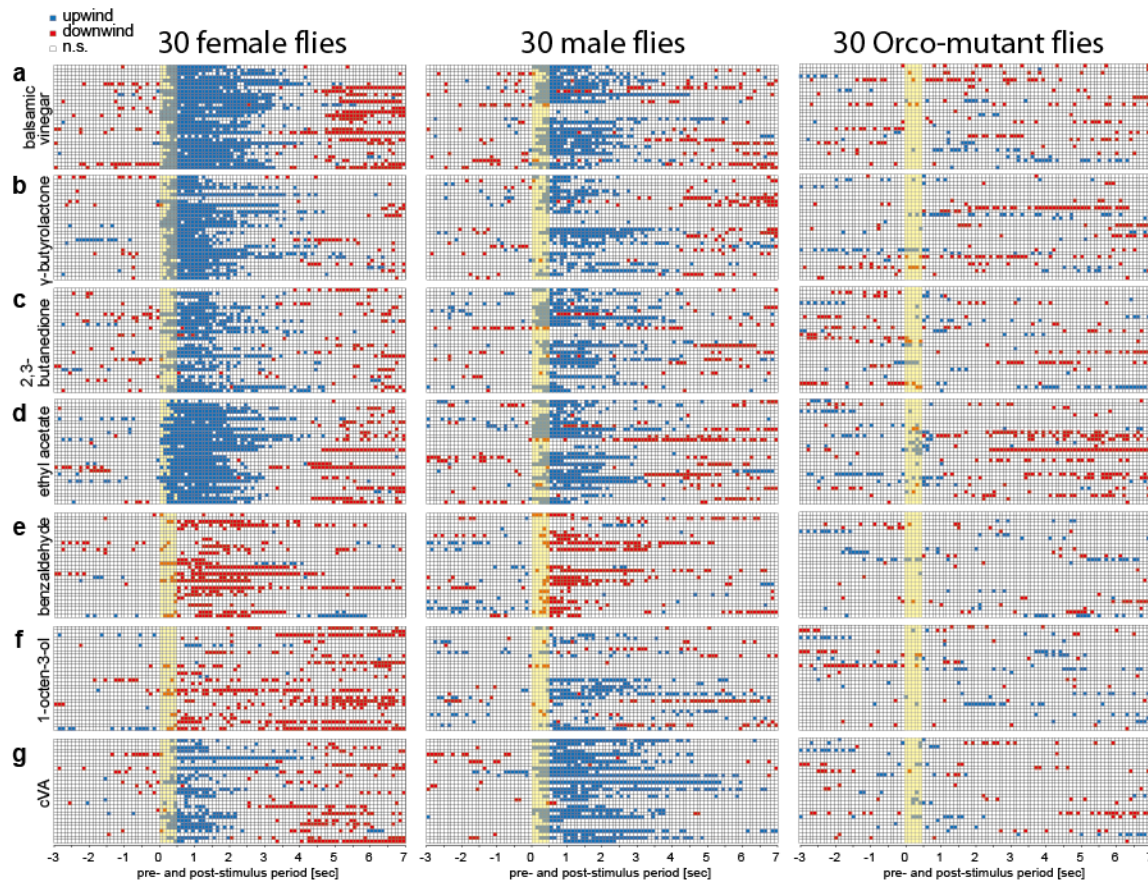 upwind
downwind
n.s.
30 female flies
30 male flies
30 Orco-mutant flies
a
balsamic
vinegar
b
γ-butyrolactone
c
2,3-
butanedione
d
ethyl acetate
e
benzaldehyde
f
1-octen-3-ol
g
cVA
-3 -2 -1 0 1 2 3 4 5 6 7
-3 -2 -1 0 1 2 3 4 5 6 7
-3 -2 -1 0 1 2 3 4 5 6 7
pre- and post-stimulus period [sec]
pre- and post-stimulus period [sec]
pre- and post-stimulus period [sec]